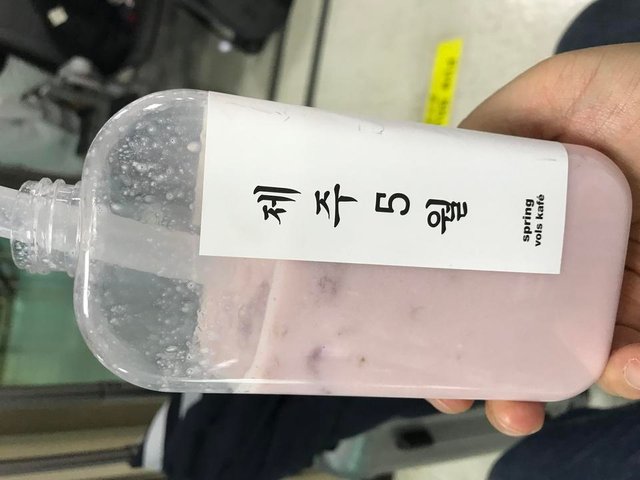 제주 5월
spring
vols kafé